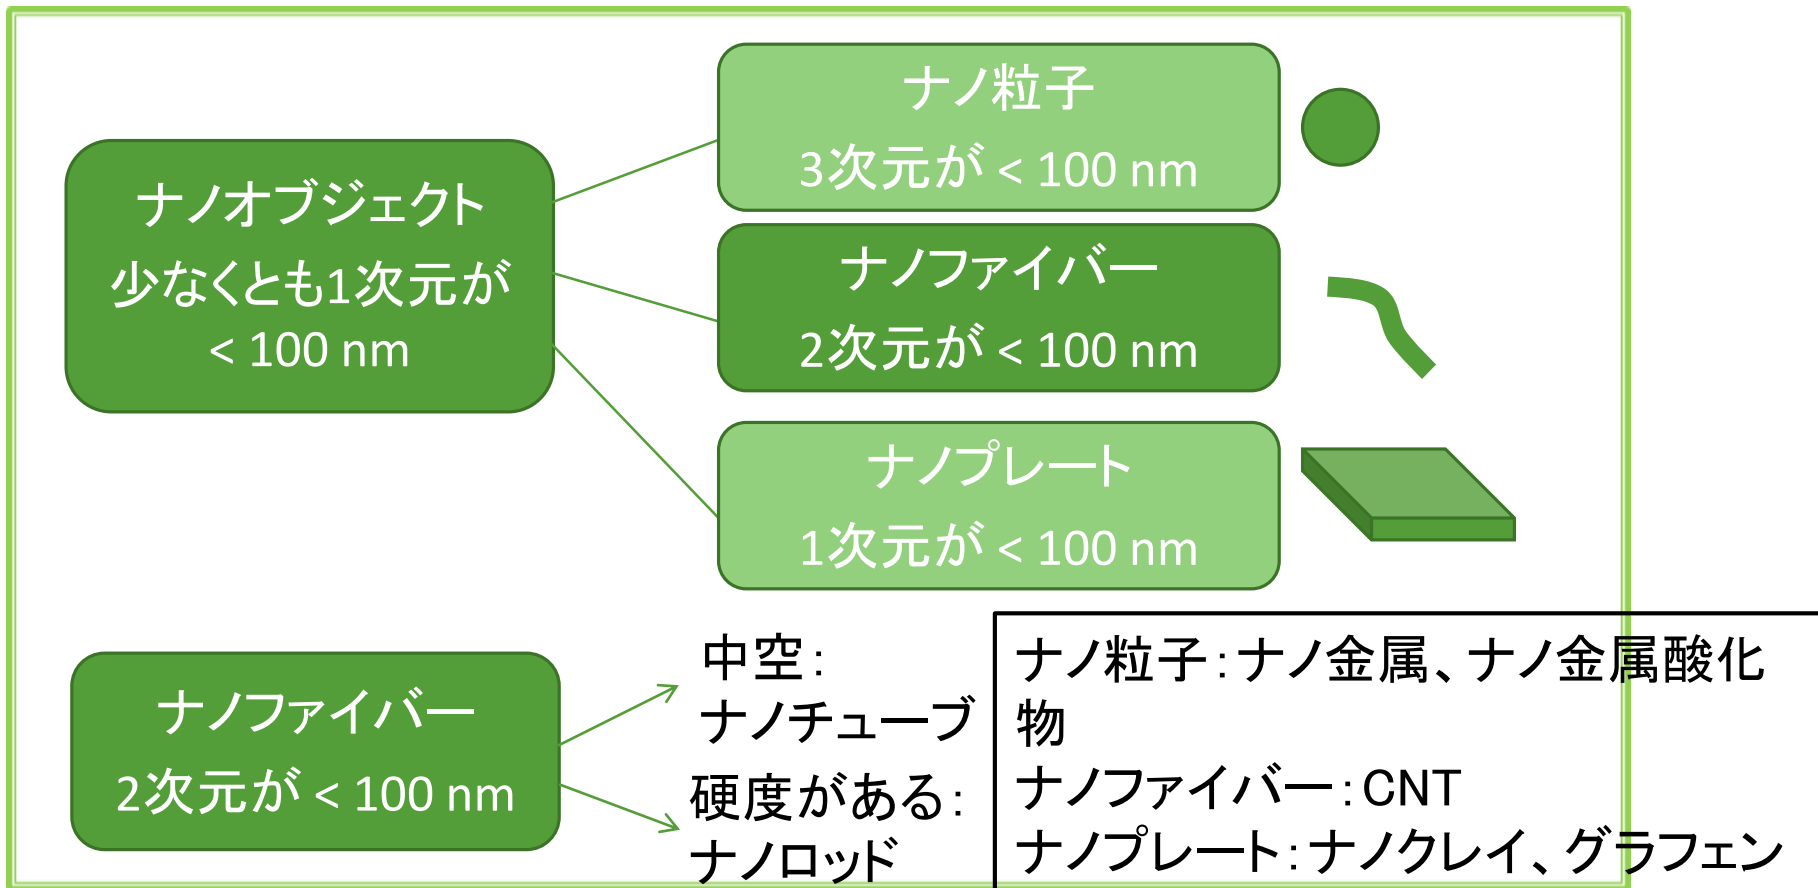 ナノオブジェクト
少なくとも1次元が
< 100 nm
ナノ粒子
3次元が < 100 nm
ナノファイバー
2次元が < 100 nm
ナノプレート
1次元が < 100 nm
ナノファイバー
2次元が < 100 nm
中空:
ナノチューブ
硬度がある:
ナノロッド
ナノ粒子:ナノ金属、ナノ金属酸化
物
ナノファイバー:CNT
ナノプレート:ナノクレイ、グラフェン